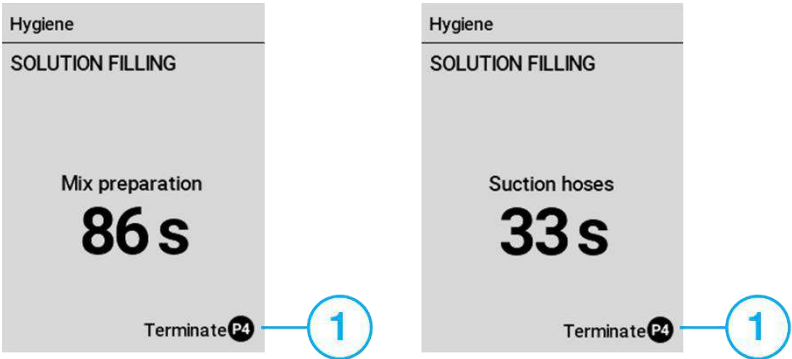 Hygiene
SOLUTION FILLING
Mix preparation
86 s
Terminate P4
1
Hygiene
SOLUTION FILLING
Suction hoses
33 s
Terminate P4
1